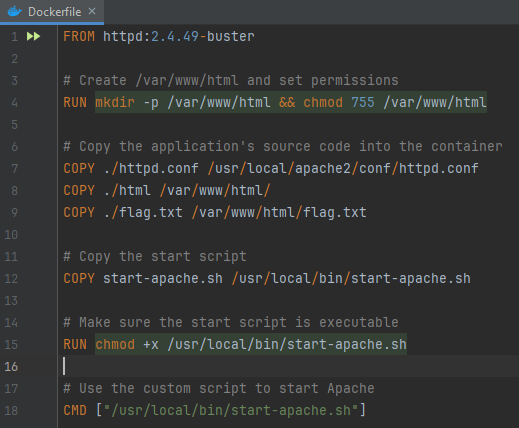 Dockerfile ×
1 FROM httpd:2.4.49-buster
2
3 # Create /var/www/html and set permissions
4 RUN mkdir -p /var/www/html && chmod 755 /var/www/html
5
6 # Copy the application's source code into the container
7 COPY ./httpd.conf /usr/local/apache2/conf/httpd.conf
8 COPY ./html /var/www/html/
9 COPY ./flag.txt /var/www/html/flag.txt
10
11 # Copy the start script
12 COPY start-apache.sh /usr/local/bin/start-apache.sh
13
14 # Make sure the start script is executable
15 RUN chmod +x /usr/local/bin/start-apache.sh
16
17 # Use the custom script to start Apache
18 CMD ["/usr/local/bin/start-apache.sh"]